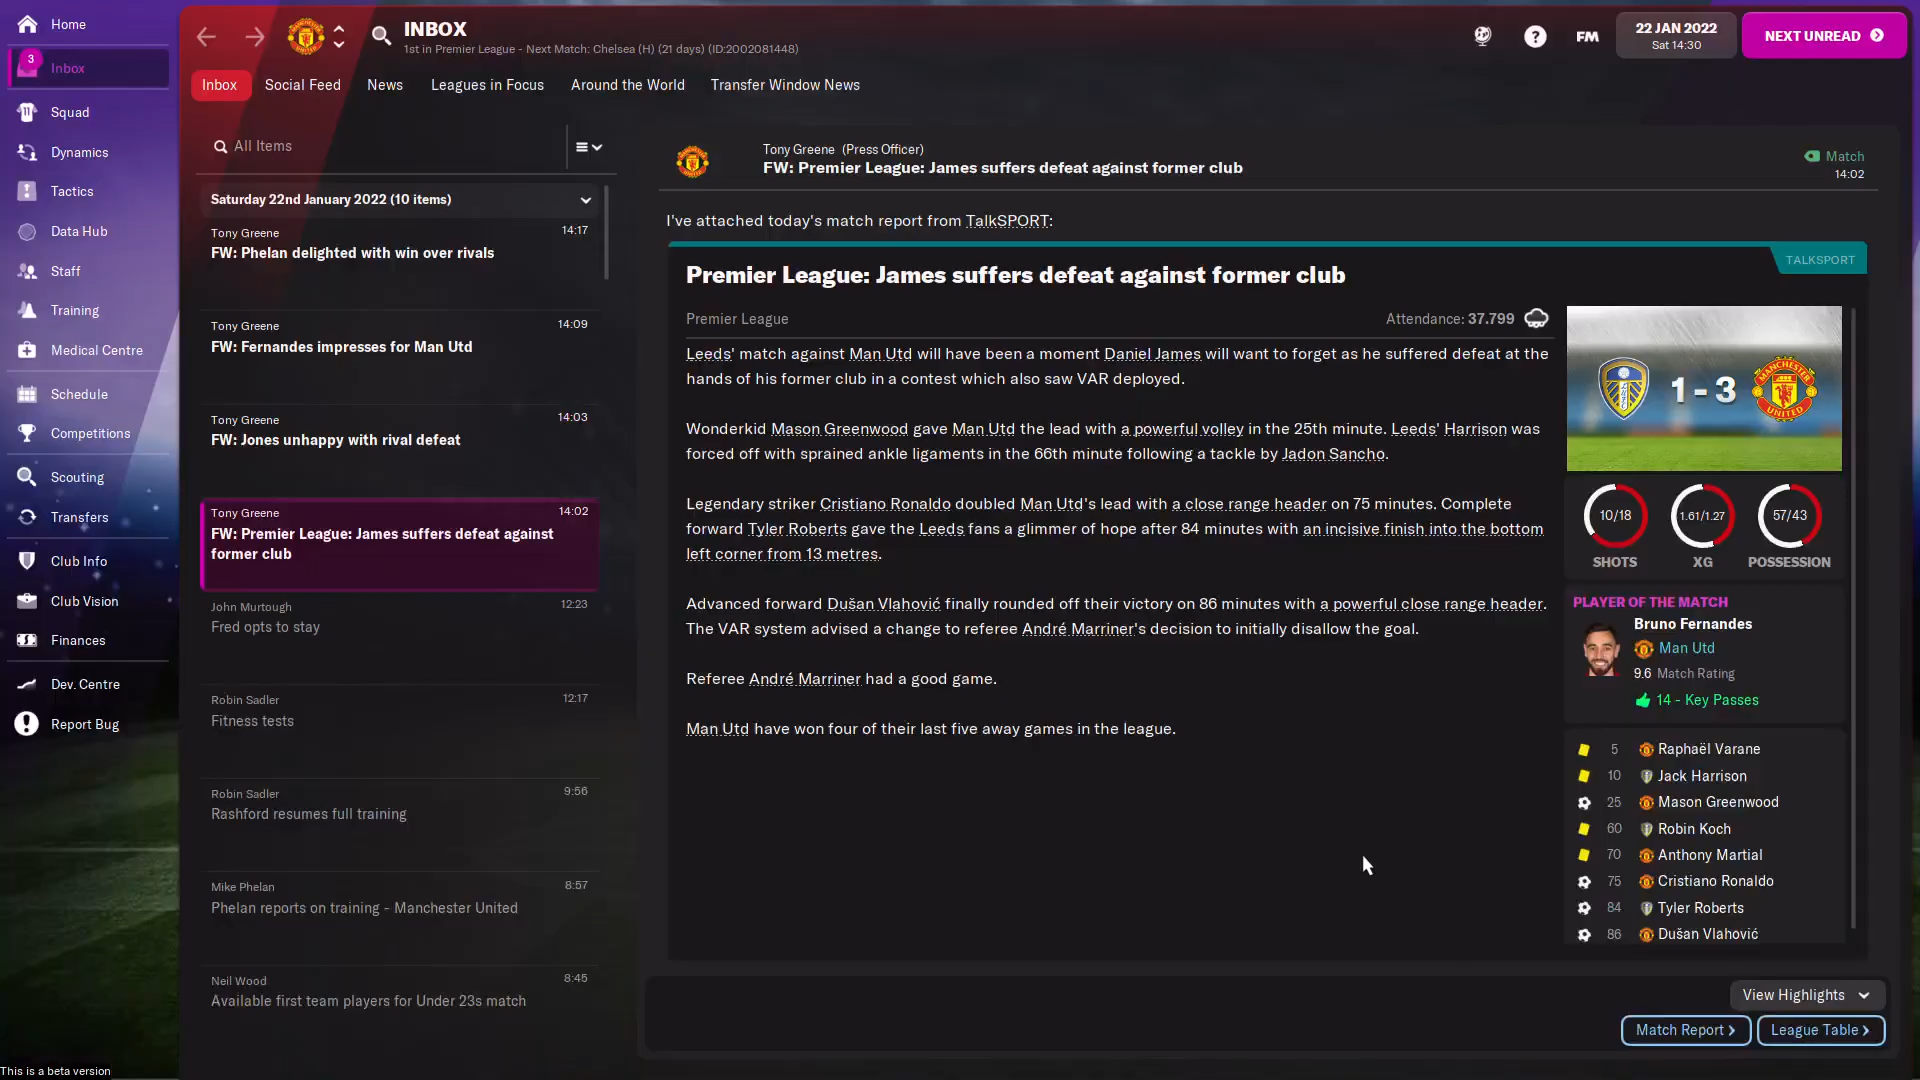 Home
3
Inbox
Squad
Dynamics
Tactics
Data Hub
Staff
Training
Medical Centre
Schedule
Competitions
Scouting
Transfers
Club Info
Club Vision
Finances
Dev. Centre
Report Bug
This is a beta version
INBOX
1st in Premier League - Next Match: Chelsea (H) (21 days) (ID:2002081448)
FM
22 JAN 2022
Sat 14:30
NEXT UNREAD
Inbox Social Feed News Leagues in Focus Around the World Transfer Window News
All Items
Saturday 22nd January 2022 (10 items)
Tony Greene 14:17
FW: Phelan delighted with win over rivals
Tony Greene 14:09
FW: Fernandes impresses for Man Utd
Tony Greene 14:03
FW: Jones unhappy with rival defeat
Tony Greene 14:02
FW: Premier League: James suffers defeat against
former club
John Murtough 12:23
Fred opts to stay
Robin Sadler 12:17
Fitness tests
Robin Sadler 9:56
Rashford resumes full training
Mike Phelan 8:57
Phelan reports on training - Manchester United
Neil Wood 8:45
Available first team players for Under 23s match
Tony Greene (Press Officer)
FW: Premier League: James suffers defeat against former club
Match
14:02
I've attached today's match report from TalkSPORT:
TALKSPORT
Premier League: James suffers defeat against former club
Premier League Attendance: 37.799
Leeds' match against Man Utd will have been a moment Daniel James will want to forget as he suffered defeat at the
hands of his former club in a contest which also saw VAR deployed.
Wonderkid Mason Greenwood gave Man Utd the lead with a powerful volley in the 25th minute. Leeds' Harrison was
forced off with sprained ankle ligaments in the 66th minute following a tackle by Jadon Sancho.
Legendary striker Cristiano Ronaldo doubled Man Utd's lead with a close range header on 75 minutes. Complete
forward Tyler Roberts gave the Leeds fans a glimmer of hope after 84 minutes with an incisive finish into the bottom
left corner from 13 metres.
Advanced forward Dušan Vlahović finally rounded off their victory on 86 minutes with a powerful close range header.
The VAR system advised a change to referee André Marriner's decision to initially disallow the goal.
Referee André Marriner had a good game.
Man Utd have won four of their last five away games in the league.
1 - 3
MANCHESTER
UNITED
10/18 1.61/1.27 57/43
SHOTS XG POSSESSION
PLAYER OF THE MATCH
Bruno Fernandes
Man Utd
9.6 Match Rating
14 - Key Passes
5 Raphaël Varane
10 Jack Harrison
25 Mason Greenwood
60 Robin Koch
70 Anthony Martial
75 Cristiano Ronaldo
84 Tyler Roberts
86 Dušan Vlahović
View Highlights
Match Report
League Table